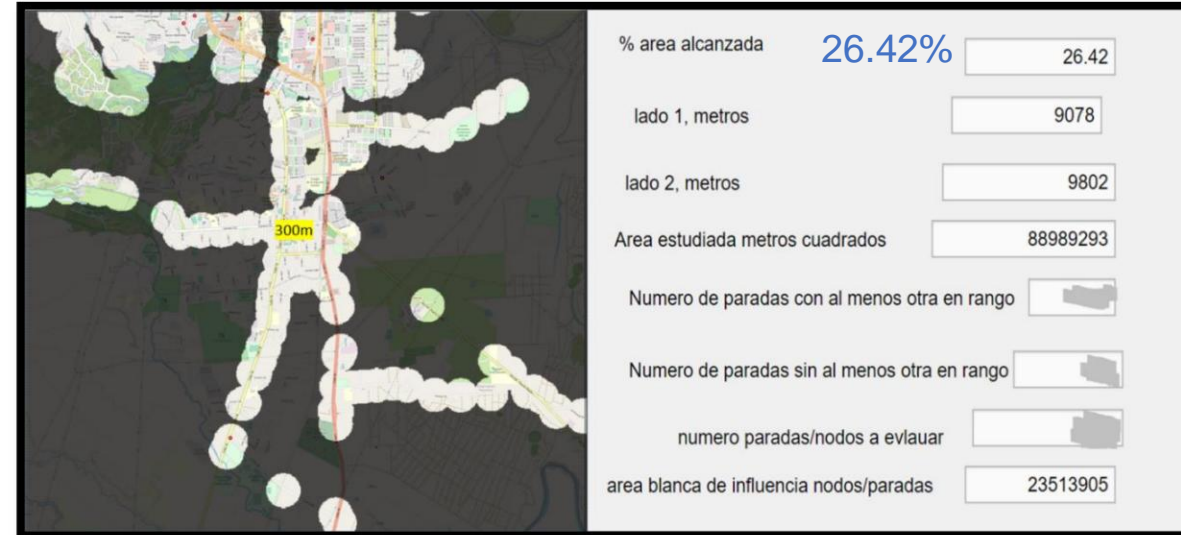 300m
% area alcanzada 26.42% 26.42
lado 1, metros 9078
lado 2, metros 9802
Area estudiada metros cuadrados 88989293
Numero de paradas con al menos otra en rango
Numero de paradas sin al menos otra en rango
numero paradas/nodos a evlauar
area blanca de influencia nodos/paradas 23513905